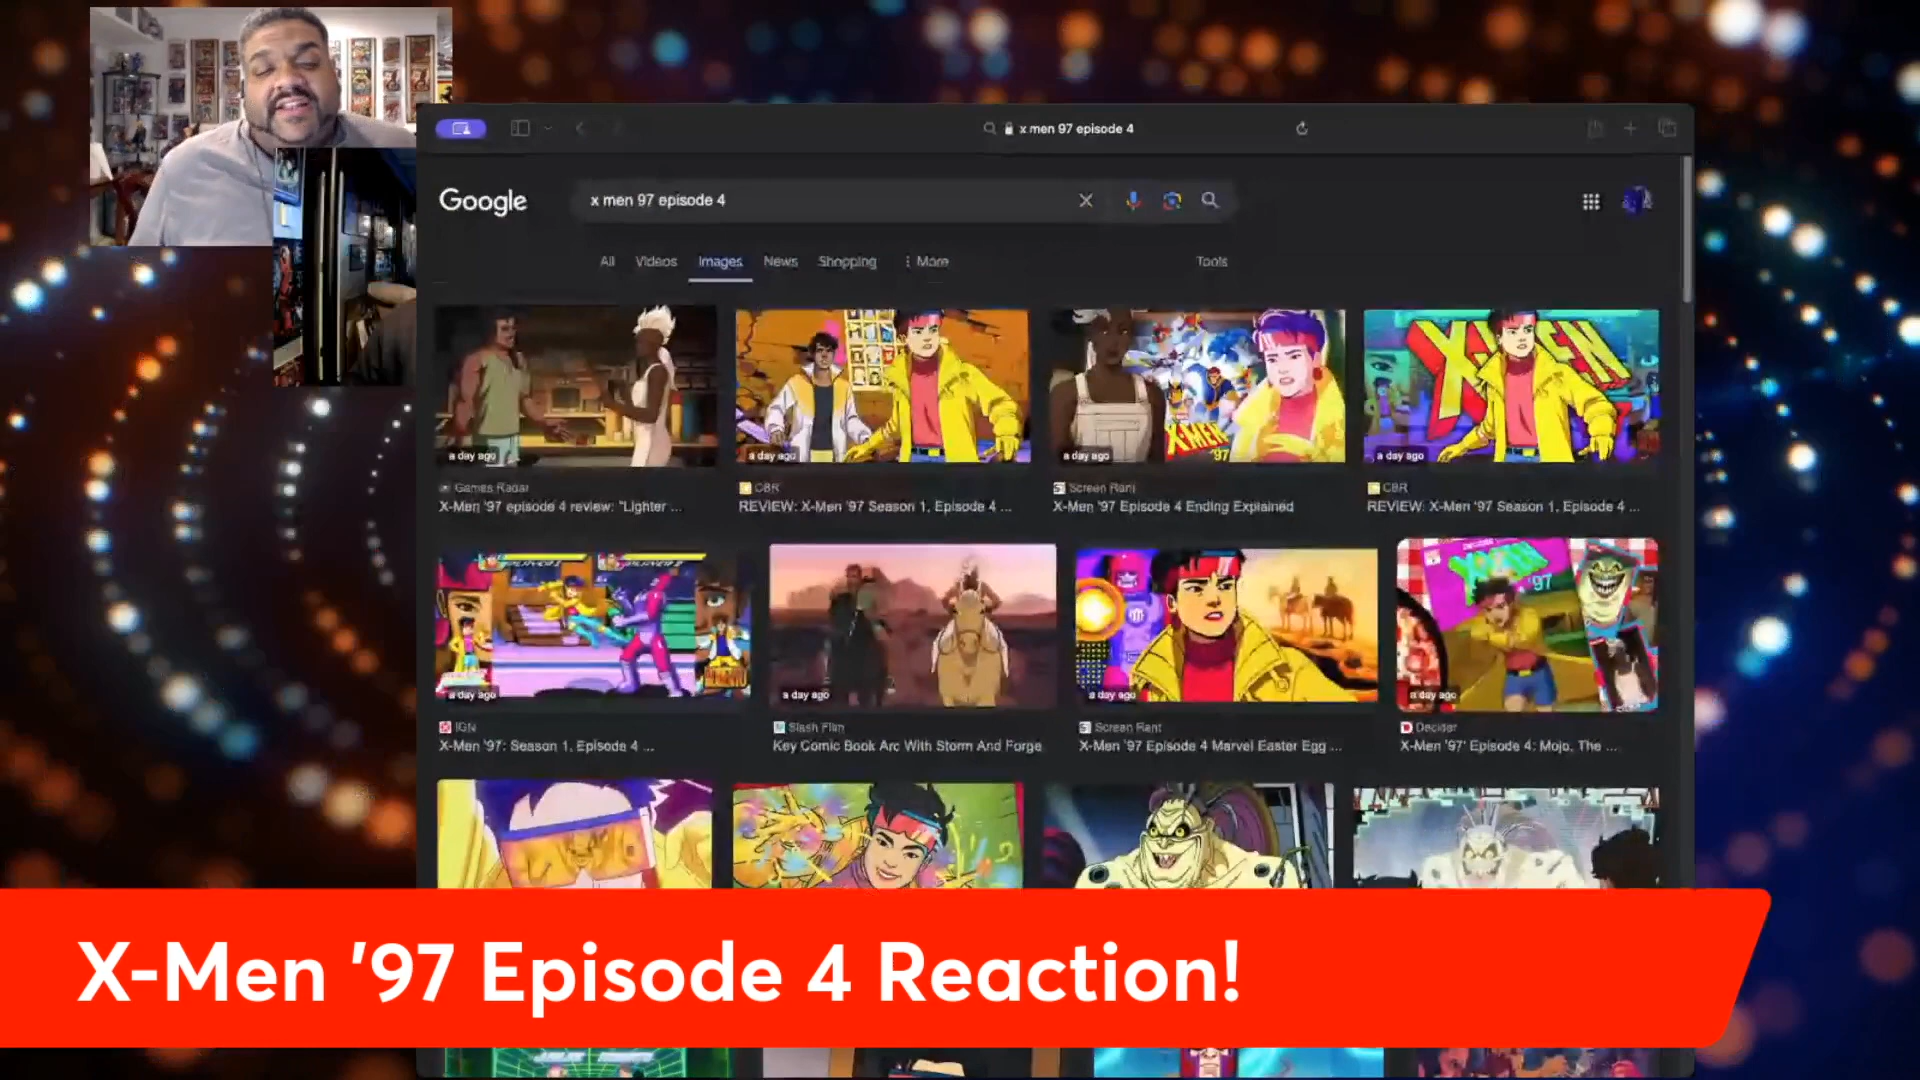 x men 97 episode 4
Google
x men 97 episode 4
All Videos Images News Shopping More
Tools
a day ago
a day ago
a day ago
a day ago
X-MEN
'97
X-MEN
Games Radar
X-Men '97 episode 4 review: "Lighter ...
CBR
REVIEW: X-Men '97 Season 1, Episode 4 ...
Screen Rant
X-Men '97 Episode 4 Ending Explained
CBR
REVIEW: X-Men '97 Season 1, Episode 4 ...
X-MEN
'97
a day ago
a day ago
a day ago
a day ago
IGN
X-Men '97: Season 1, Episode 4 ...
Slash Film
Key Comic Book Arc With Storm And Forge
Screen Rant
X-Men '97 Episode 4 Marvel Easter Egg ...
Decider
X-Men '97' Episode 4: Mojo, The ...
X-Men '97 Episode 4 Reaction!